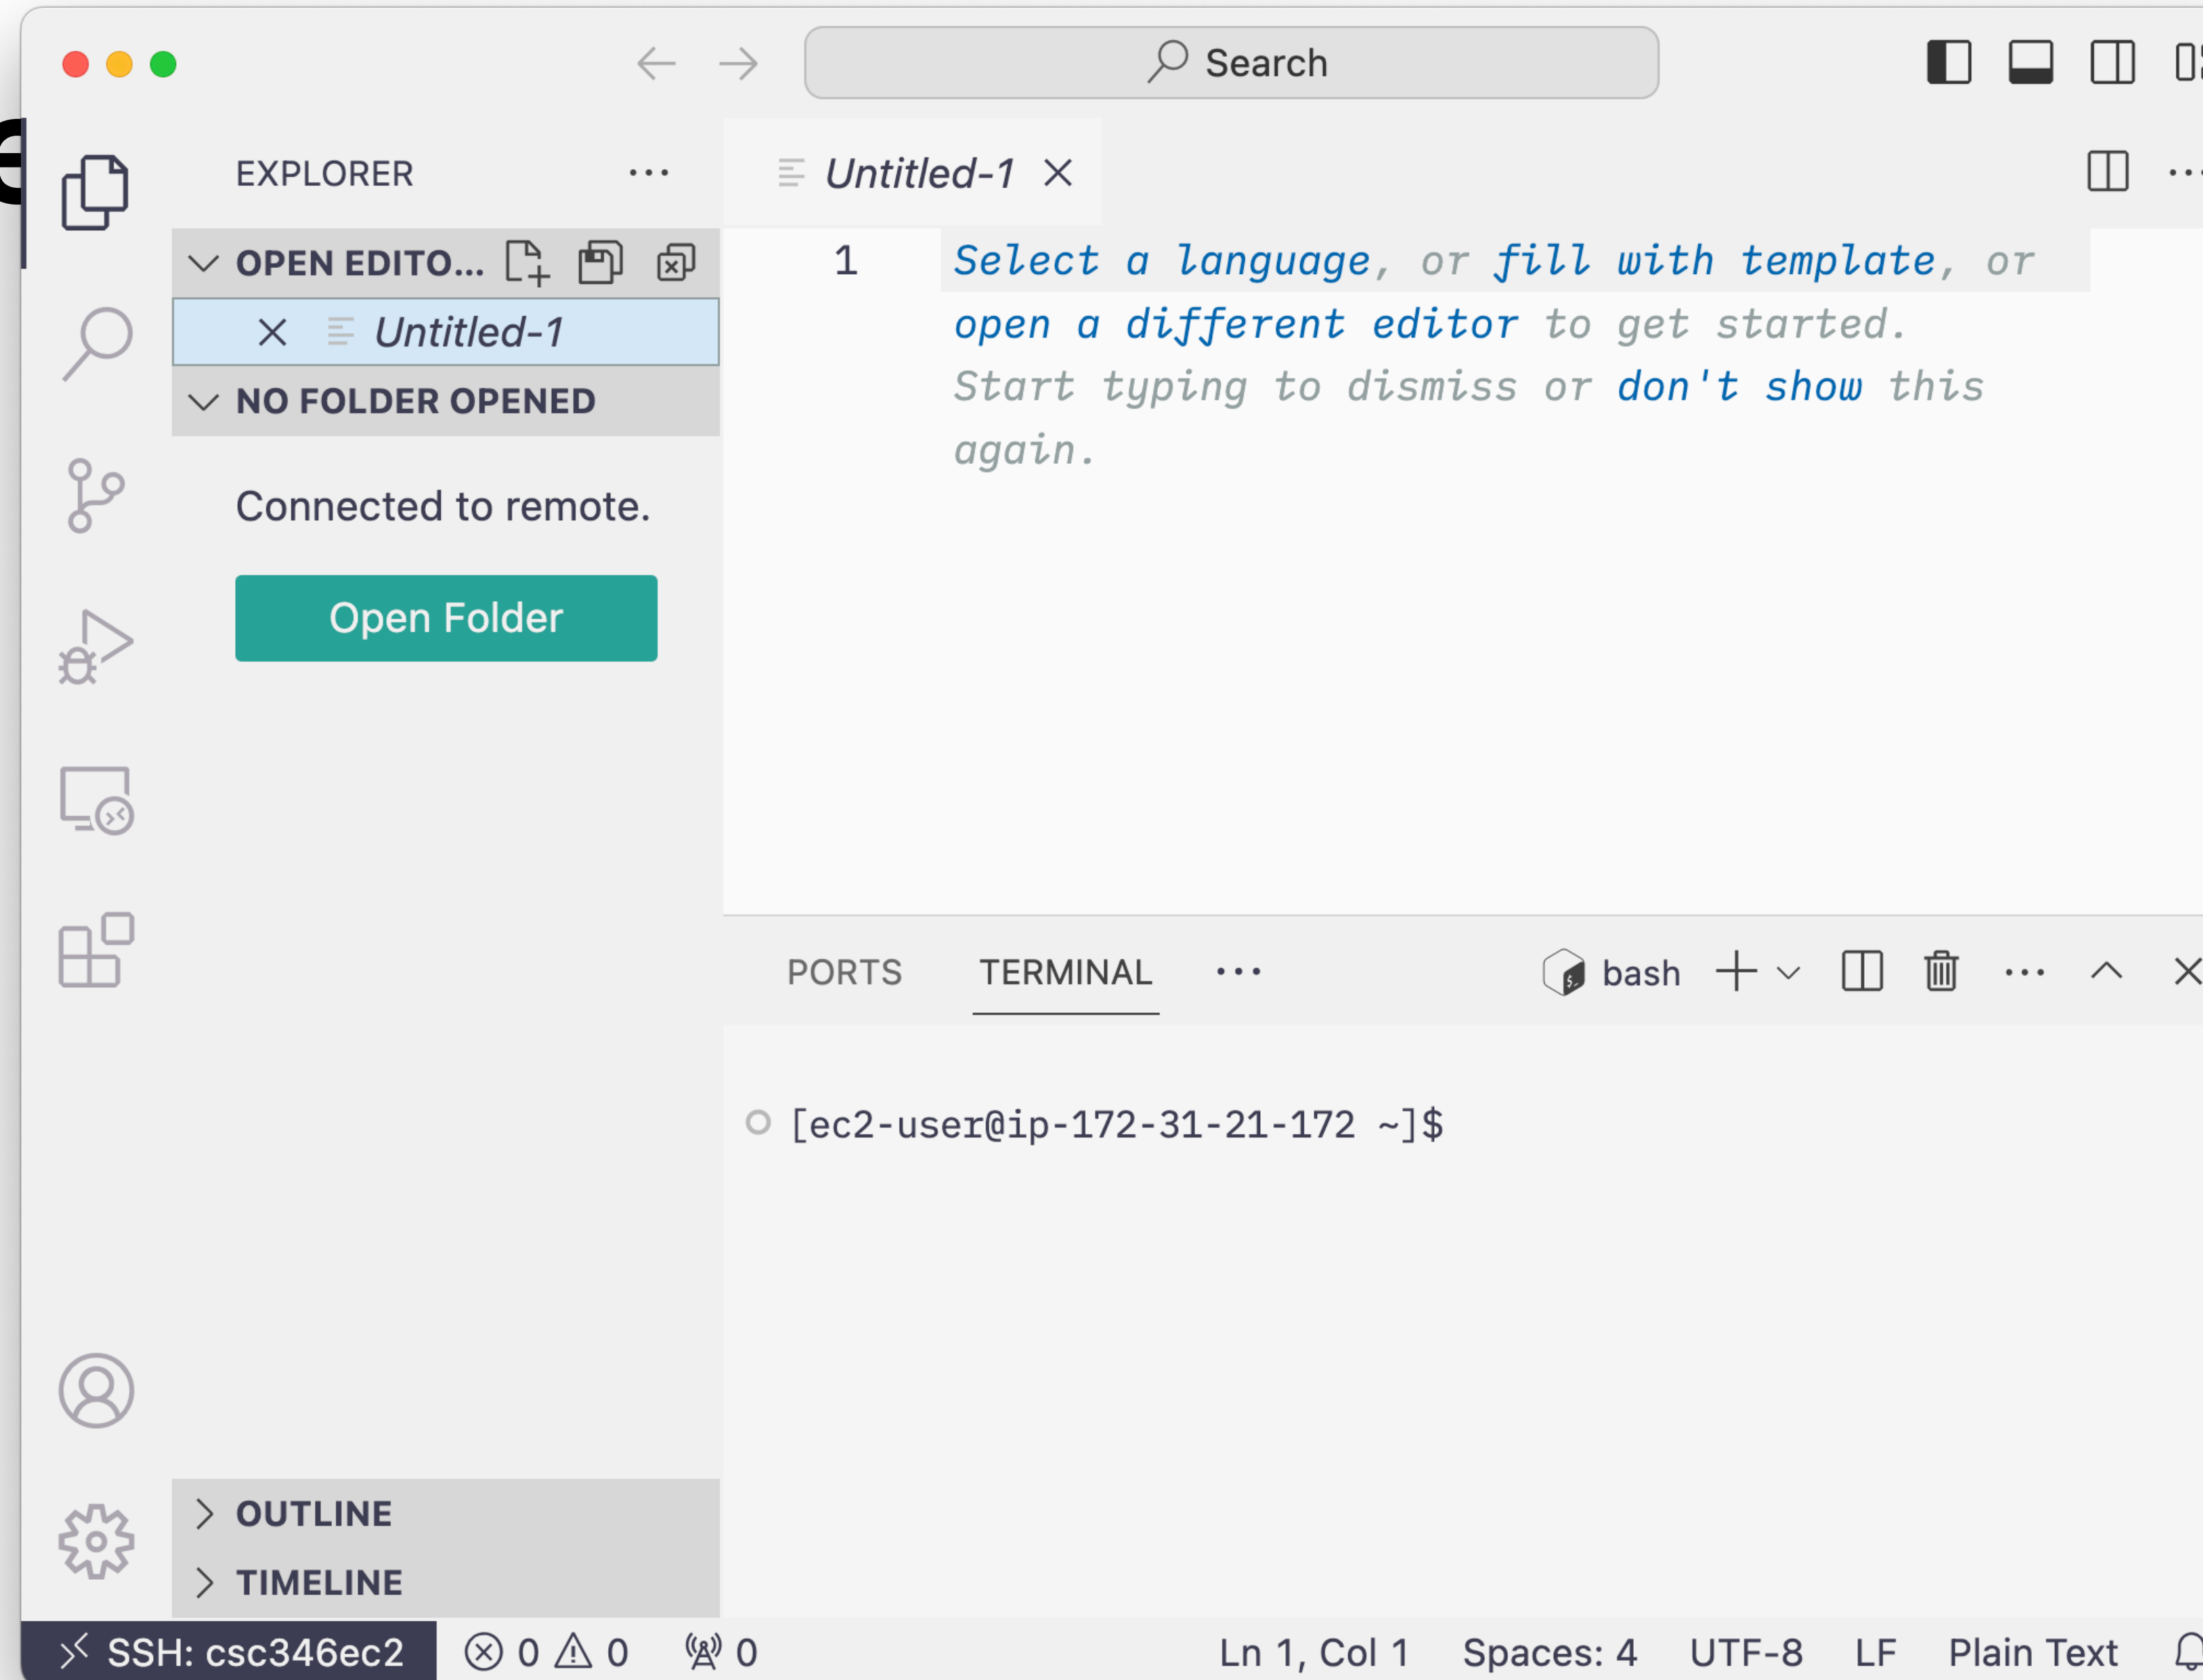 Search
EXPLORER
Untitled-1
OPEN EDITO...
Untitled-1
NO FOLDER OPENED
Connected to remote.
Open Folder
OUTLINE
TIMELINE
1 Select a language, or fill with template, or
open a different editor to get started.
Start typing to dismiss or don't show this
again.
PORTS TERMINAL bash
[ec2-user@ip-172-31-21-172 ~]$
SSH: csc346ec2 0 0 0 Ln 1, Col 1 Spaces: 4 UTF-8 LF Plain Text